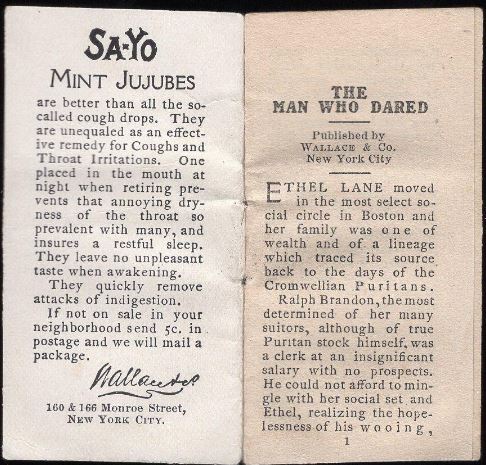 SA-YO
MINT JUJUBES
are better than all the so-
called cough drops. They
are unequaled as an effect-
ive remedy for Coughs and
Throat Irritations. One
placed in the mouth at
night when retiring pre-
vents that annoying dry-
ness of the throat so
prevalent with many, and
insures a restful sleep.
They leave no unpleasant
taste when awakening.
They quickly remove
attacks of indigestion.
If not on sale in your
neighborhood send 5c. in
postage and we will mail a
package.
Wallace & Co
160 & 166 Monroe Street,
NEW YORK CITY.
THE
MAN WHO DARED
Published by
WALLACE & Co.
New York City
ETHEL LANE moved
in the most select so-
cial circle in Boston and
her family was one of
wealth and of a lineage
which traced its source
back to the days of the
Cromwellian Puritans.
Ralph Brandon, the most
determined of her many
suitors, although of true
Puritan stock himself, was
a clerk at an insignificant
salary with no prospects.
He could not afford to min-
gle with her social set and
Ethel, realizing the hope-
lessness of his wooing,
1